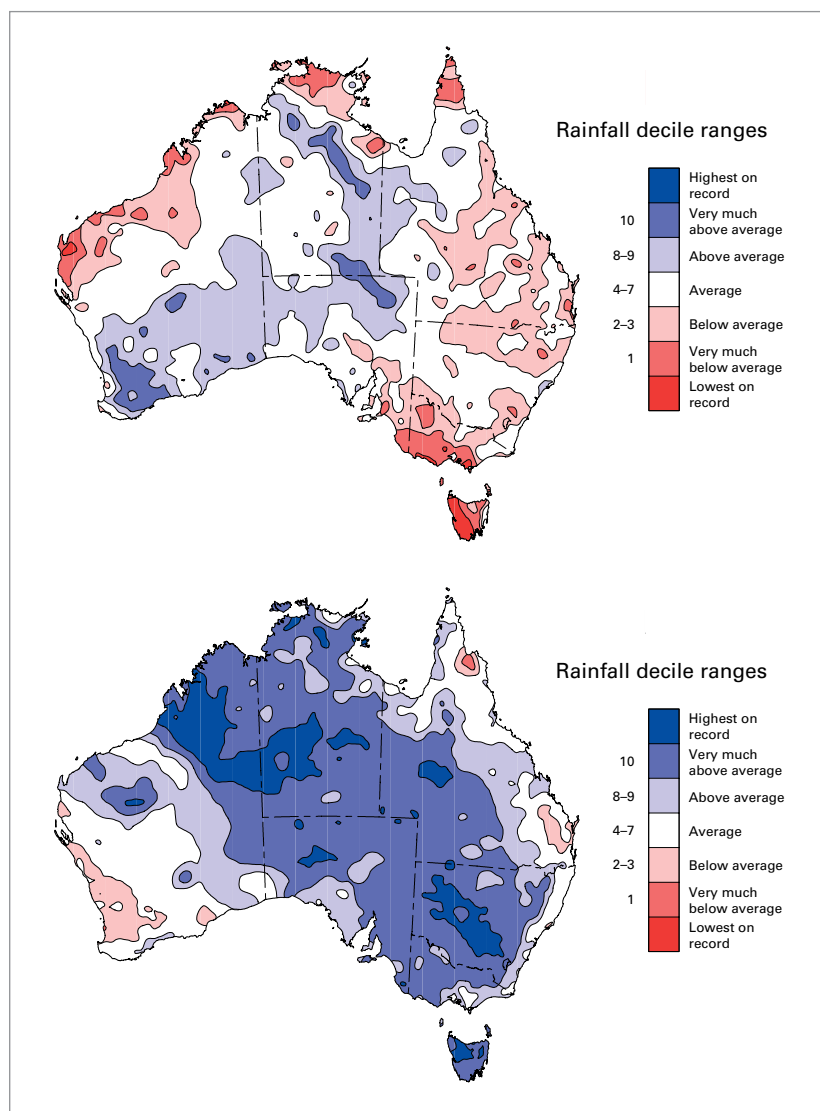 Rainfall decile ranges
Highest on
record
10
Very much
above average
8–9
Above average
4–7
Average
2–3
Below average
1
Very much
below average
Lowest on
record
Rainfall decile ranges
Highest on
record
10
Very much
above average
8–9
Above average
4–7
Average
2–3
Below average
1
Very much
below average
Lowest on
record